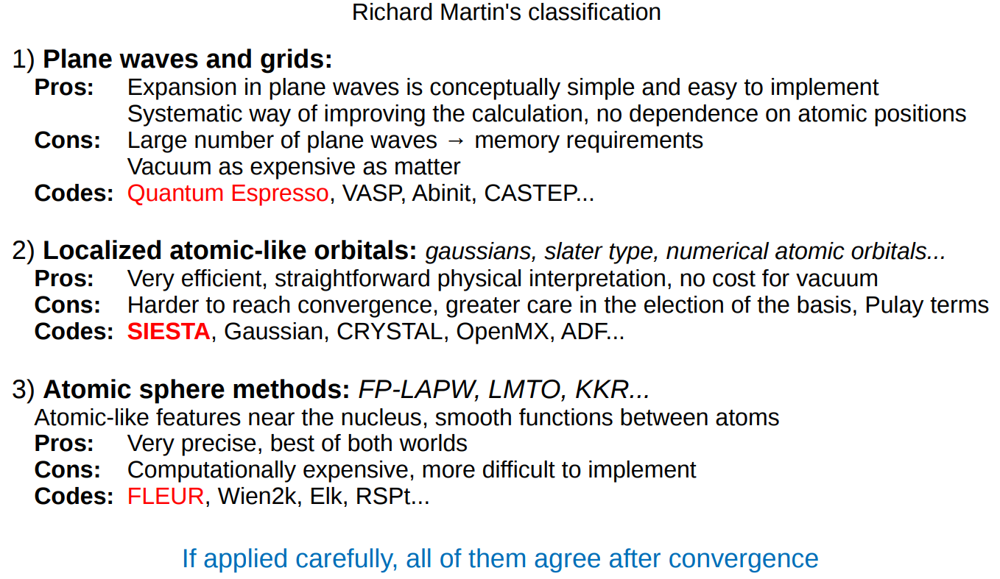 Richard Martin's classification
1) Plane waves and grids:
Pros: Expansion in plane waves is conceptually simple and easy to implement
Systematic way of improving the calculation, no dependence on atomic positions
Cons: Large number of plane waves → memory requirements
Vacuum as expensive as matter
Codes: Quantum Espresso, VASP, Abinit, CASTEP...
2) Localized atomic-like orbitals: gaussians, slater type, numerical atomic orbitals...
Pros: Very efficient, straightforward physical interpretation, no cost for vacuum
Cons: Harder to reach convergence, greater care in the election of the basis, Pulay terms
Codes: SIESTA, Gaussian, CRYSTAL, OpenMX, ADF...
3) Atomic sphere methods: FP-LAPW, LMTO, KKR...
Atomic-like features near the nucleus, smooth functions between atoms
Pros: Very precise, best of both worlds
Cons: Computationally expensive, more difficult to implement
Codes: FLEUR, Wien2k, Elk, RSPt...
If applied carefully, all of them agree after convergence